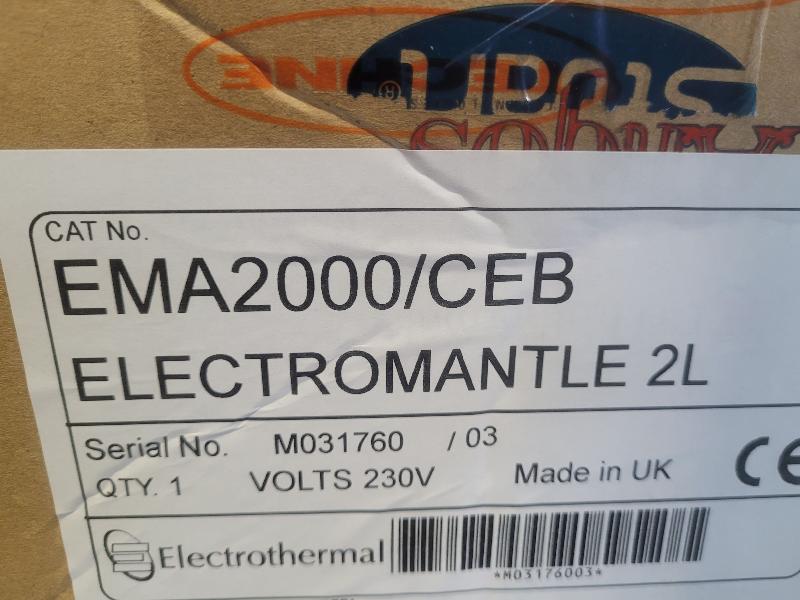 CAT No.
EMA2000/CEB
ELECTROMANTLE 2L
Serial No. M031760 / 03
QTY. 1 VOLTS 230V Made in UK CE
Electrothermal
*M03176003*